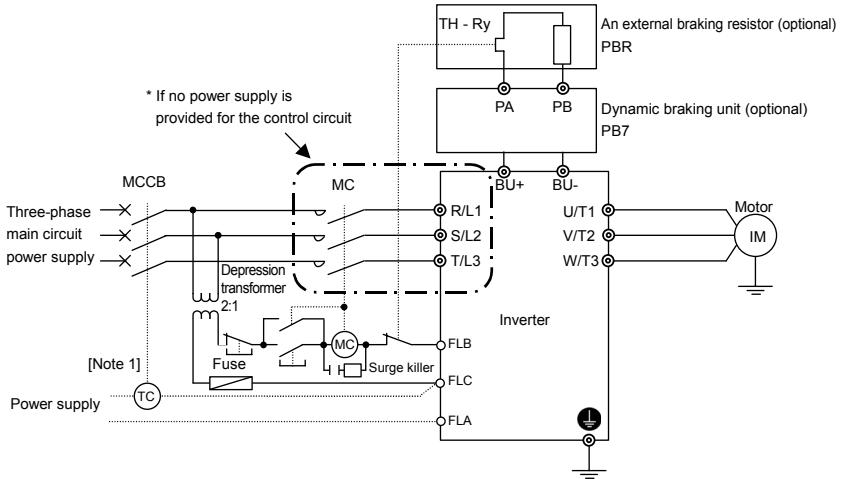 TH - Ry
An external braking resistor (optional)
PBR
PA
PB
* If no power supply is
provided for the control circuit
Dynamic braking unit (optional)
PB7
MCCB
MC
BU+
BU-
Three-phase
main circuit
power supply
R/L1
S/L2
T/L3
U/T1
V/T2
W/T3
Motor
IM
Depression
transformer
2:1
Inverter
MC
FLB
[Note 1]
Fuse
Surge killer
FLC
TC
Power supply
FLA